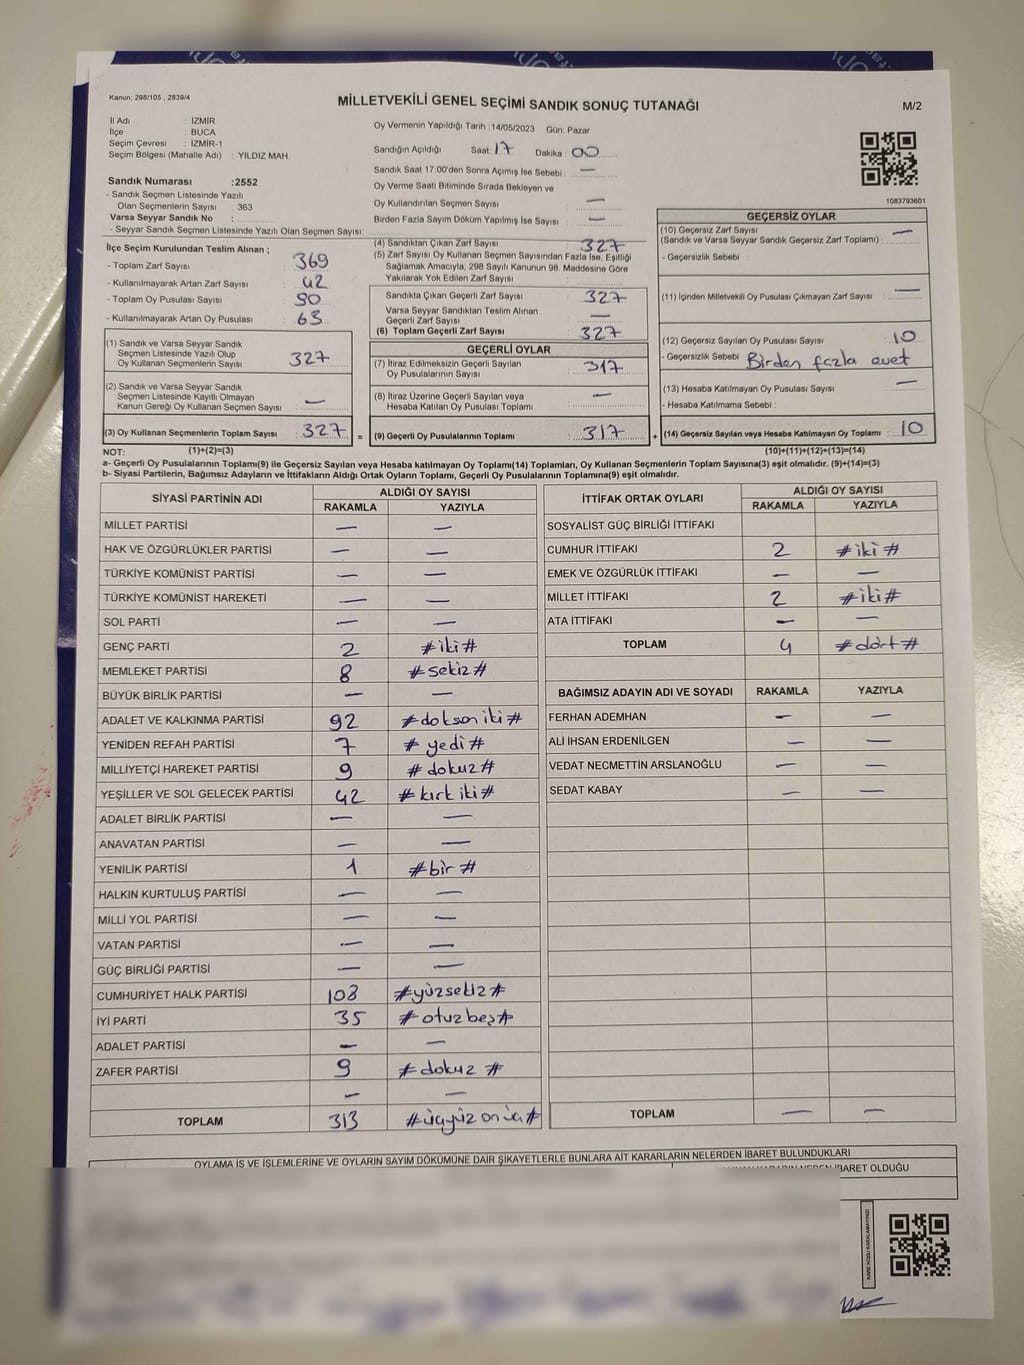 Kanun: 298/105 , 2839/4
MİLLETVEKİLİ GENEL SEÇİMİ SANDIK SONUÇ TUTANAĞI
M/2
İl Adı : İZMİR
İlçe : BUCA
Seçim Çevresi : İZMİR-1
Seçim Bölgesi (Mahalle Adı) : YILDIZ MAH.
Sandık Numarası :2552
- Sandık Seçmen Listesinde Yazılı
Olan Seçmenlerin Sayısı : 363
Varsa Seyyar Sandık No :
- Seyyar Sandık Seçmen Listesinde Yazılı Olan Seçmen Sayısı:
Oy Vermenin Yapıldığı Tarih :14/05/2023 Gün: Pazar
Sandığın Açıldığı Saat: 17 Dakika : 00
Sandık Saat 17.00'den Sonra Açımış İse Sebebi : —
Oy Verme Saati Bitiminde Sırada Bekleyen ve
Oy Kullandırılan Seçmen Sayısı : —
Birden Fazla Sayım Döküm Yapılmış İse Sayısı : —
1083793601
İlçe Seçim Kurulundan Teslim Alınan ;
- Toplam Zarf Sayısı : 369
- Kullanılmayarak Artan Zarf Sayısı : 42
- Toplam Oy Pusulası Sayısı :
- Kullanılmayarak Artan Oy Pusulası : 63
(1) Sandık ve Varsa Seyyar Sandık
Seçmen Listesinde Yazılı Olup
Oy Kullanan Seçmenlerin Sayısı : 327
(2) Sandık ve Varsa Seyyar Sandık
Seçmen Listesinde Kayıtlı Olmayan
Kanun Gereği Oy Kullanan Seçmen Sayısı : —
(3) Oy Kullanan Seçmenlerin Toplam Sayısı : 327 =
(4) Sandıktan Çıkan Zarf Sayısı : 327
(5) Zarf Sayısı Oy Kullanan Seçmen Sayısından Fazla İse, Eşitliği
Sağlamak Amacıyla, 298 Sayılı Kanunun 98. Maddesine Göre
Yakılarak Yok Edilen Zarf Sayısı :
Sandıkta Çıkan Geçerli Zarf Sayısı : 327
Varsa Seyyar Sandıktan Teslim Alınan
Geçerli Zarf Sayısı : —
(6) Toplam Geçerli Zarf Sayısı : 327
GEÇERLİ OYLAR
(7) İtiraz Edilmeksizin Geçerli Sayılan
Oy Pusulalarının Sayısı : 317
(8) İtiraz Üzerine Geçerli Sayılan veya
Hesaba Katılan Oy Pusulası Toplamı : —
(9) Geçerli Oy Pusulalarının Toplamı : 317 +
GEÇERSİZ OYLAR
(10) Geçersiz Zarf Sayısı : —
(Sandık ve Varsa Seyyar Sandık Geçersiz Zarf Toplamı) :
- Geçersizlik Sebebi :
(11) İçinden Milletvekili Oy Pusulası Çıkmayan Zarf Sayısı : —
(12) Geçersiz Sayılan Oy Pusulası Sayısı : 10
- Geçersizlik Sebebi : Birden fazla evet
(13) Hesaba Katılmayan Oy Pusulası Sayısı : —
- Hesaba Katılmama Sebebi :
(14) Geçersiz Sayılan veya Hesaba Katılmayan Oy Toplamı : 10
NOT: (1)+(2)=(3) (10)+(11)+(12)+(13)=(14)
a- Geçerli Oy Pusulalarının Toplamı(9) ile Geçersiz Sayılan veya Hesaba katılmayan Oy Toplam(14) Toplamları, Oy Kullanan Seçmenlerin Toplam Sayısına(3) eşit olmalıdır. (9)+(14)=(3)
b- Siyasi Partilerin, Bağımsız Adayların ve İttifakların Aldığı Ortak Oyların Toplamı, Geçerli Oy Pusulalarının Toplamına(9) eşit olmalıdır.
SİYASİ PARTİNİN ADI ALDIĞI OY SAYISI
RAKAMLA YAZIYLA
MİLLET PARTİSİ — —
HAK VE ÖZGÜRLÜKLER PARTİSİ — —
TÜRKİYE KOMÜNİST PARTİSİ — —
TÜRKİYE KOMÜNİST HAREKETİ — —
SOL PARTİ — —
GENÇ PARTİ 2 #iki#
MEMLEKET PARTİSİ 8 #sekiz#
BÜYÜK BİRLİK PARTİSİ — —
ADALET VE KALKINMA PARTİSİ 92 #doksan iki#
YENİDEN REFAH PARTİSİ 7 #yedi#
MİLLİYETÇİ HAREKET PARTİSİ 9 #dokuz#
YEŞİLLER VE SOL GELECEK PARTİSİ 42 #kırk iki#
ADALET BİRLİK PARTİSİ — —
ANAVATAN PARTİSİ — —
YENİLİK PARTİSİ 1 #bir#
HALKIN KURTULUŞ PARTİSİ — —
MİLLİ YOL PARTİSİ — —
VATAN PARTİSİ — —
GÜÇ BİRLİĞİ PARTİSİ — —
CUMHURİYET HALK PARTİSİ 108 #yüzsekiz#
İYİ PARTİ 35 #otuzbeş#
ADALET PARTİSİ — —
ZAFER PARTİSİ 9 #dokuz #
— —
TOPLAM 313 #üçyüz onüç#
İTTİFAK ORTAK OYLARI ALDIĞI OY SAYISI
RAKAMLA YAZIYLA
SOSYALİST GÜÇ BİRLİĞİ İTTİFAKI
CUMHUR İTTİFAKI 2 #iki#
EMEK VE ÖZGÜRLÜK İTTİFAKI — —
MİLLET İTTİFAKI 2 #iki#
ATA İTTİFAKI — —
TOPLAM 4 #dört#
BAĞIMSIZ ADAYIN ADI VE SOYADI RAKAMLA YAZIYLA
FERHAN ADEMHAN — —
ALİ İHSAN ERDENİLGEN — —
VEDAT NECMETTİN ARSLANOĞLU — —
SEDAT KABAY — —
TOPLAM — —
OYLAMA İŞ VE İŞLEMLERİNE VE OYLARIN SAYIM DÖKÜMÜNE DAİR ŞİKAYETLERLE BUNLARA AİT KARARLARIN NELERDEN İBARET BULUNDUKLARI
İBARET OLDUĞU
KARE KODU KARALAMAYINIZ!